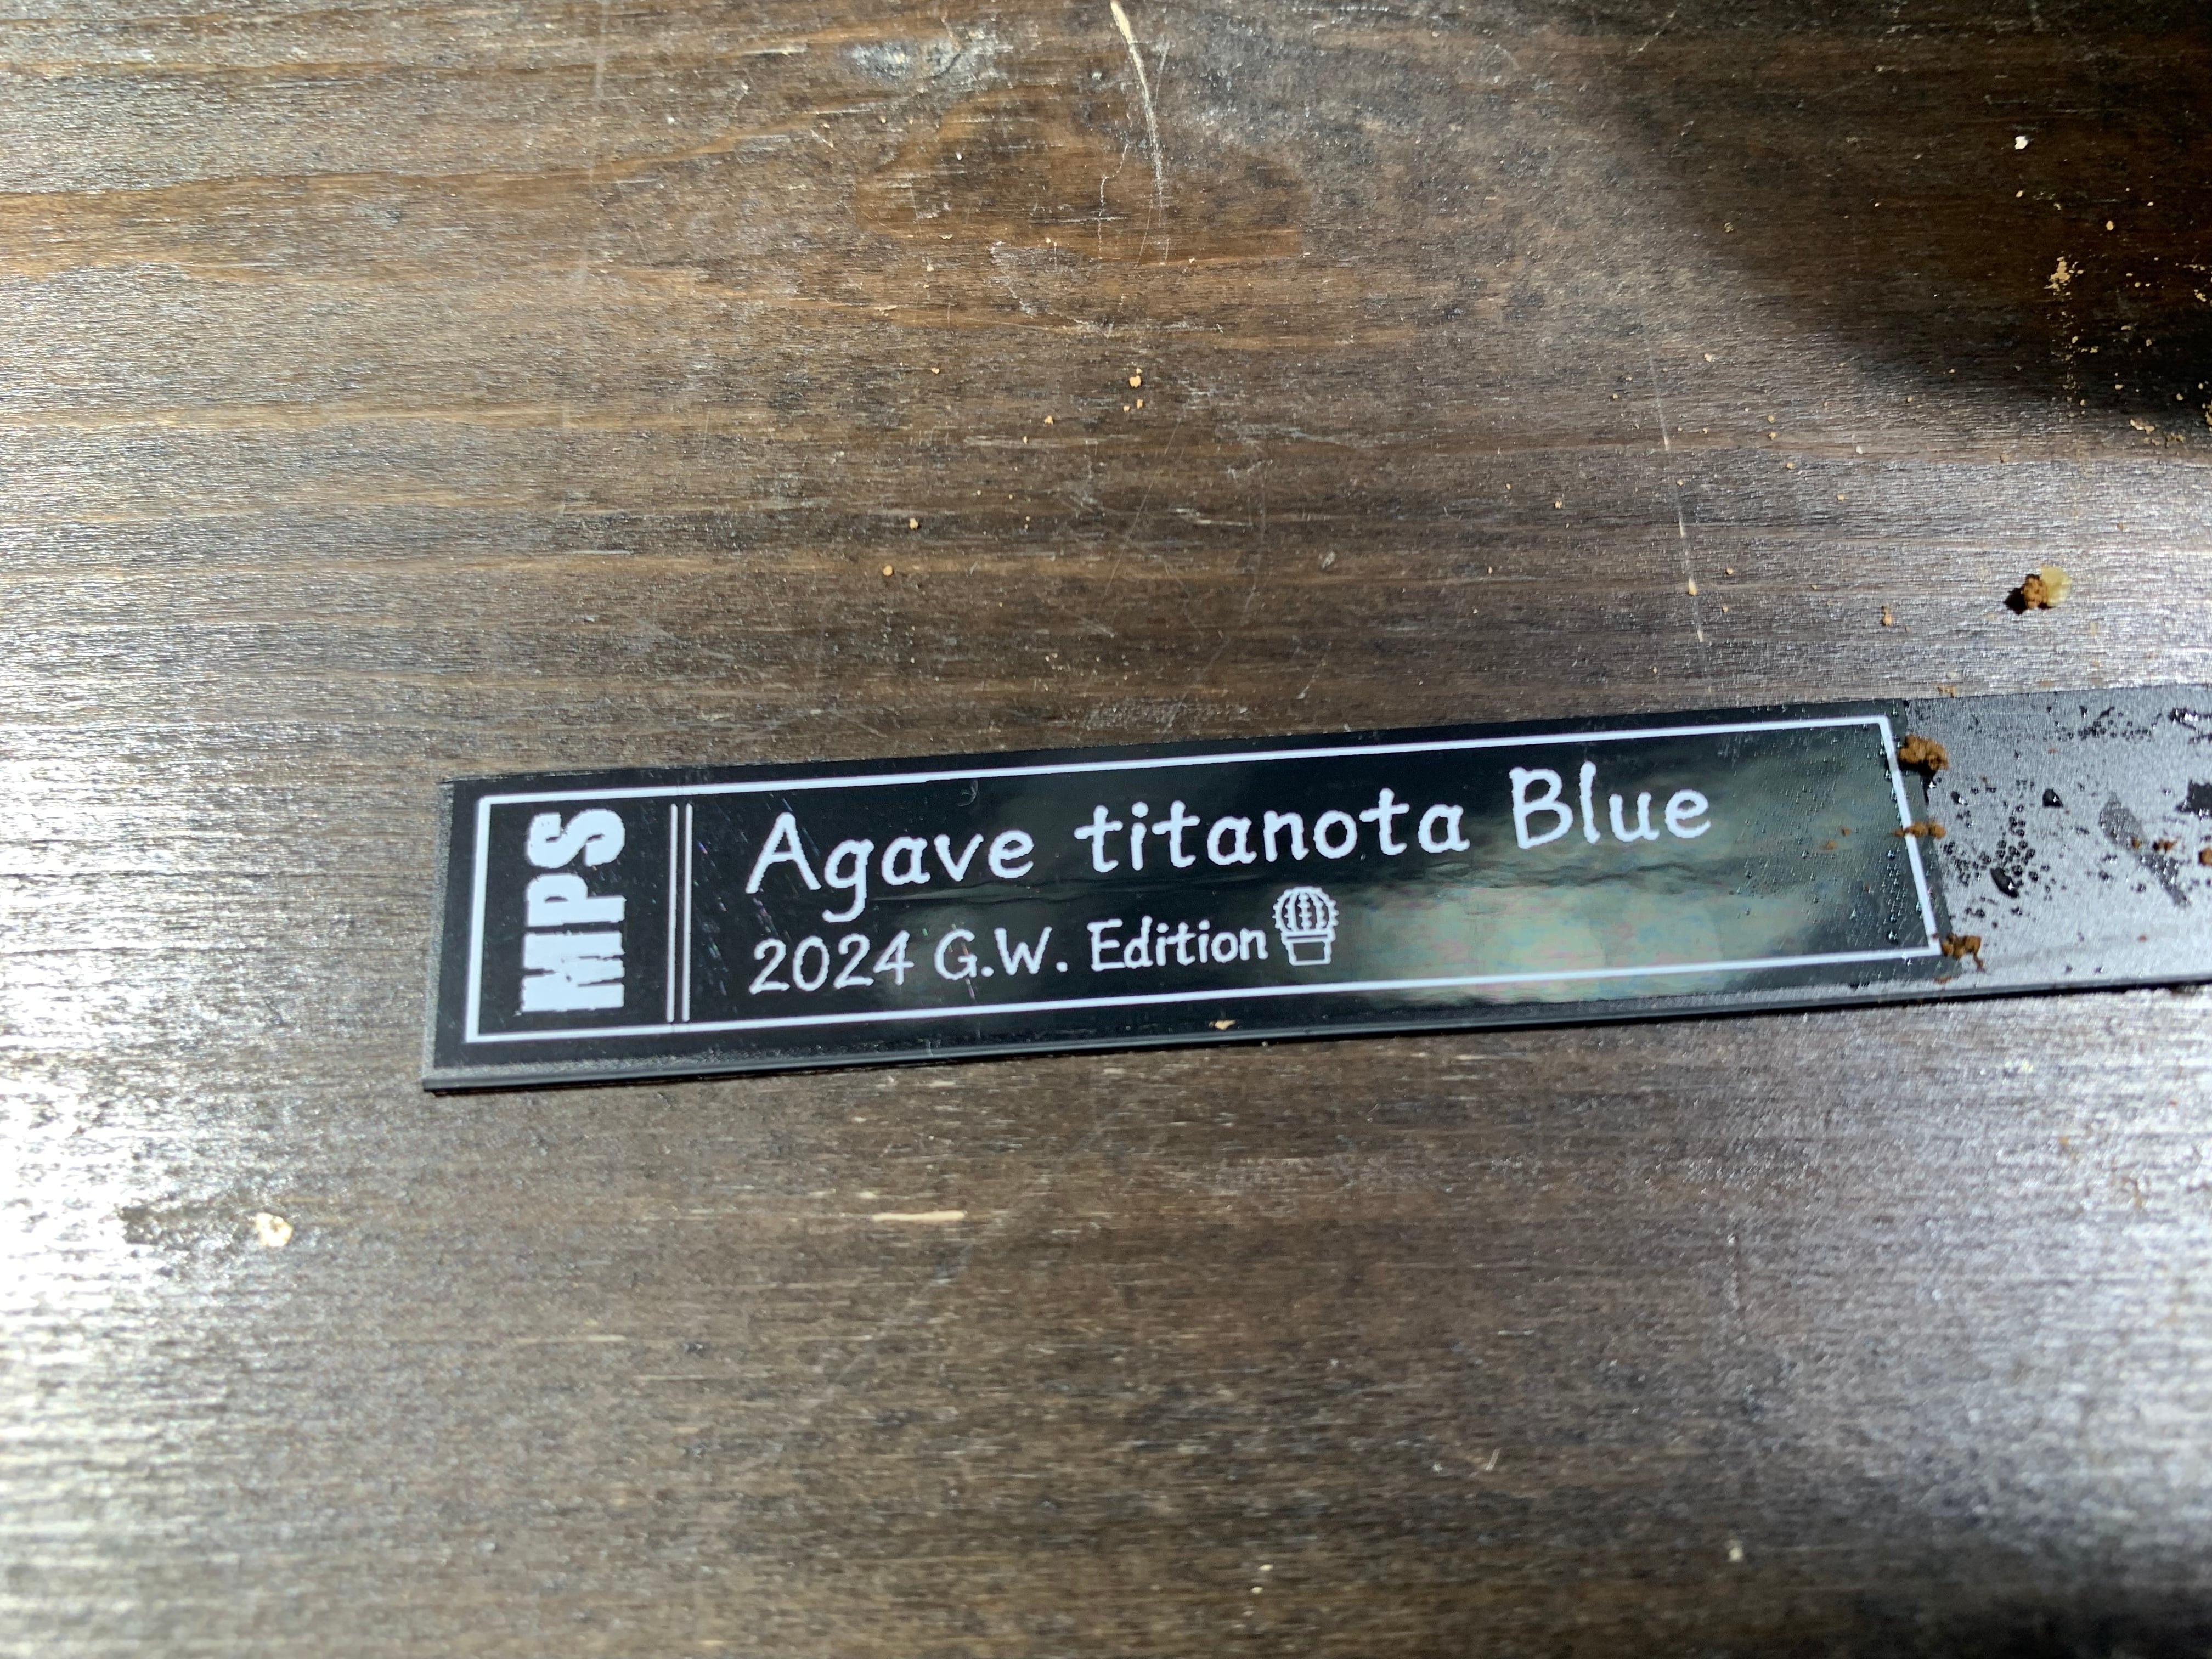 MPS
Agave titanota Blue
2024 G.W. Edition